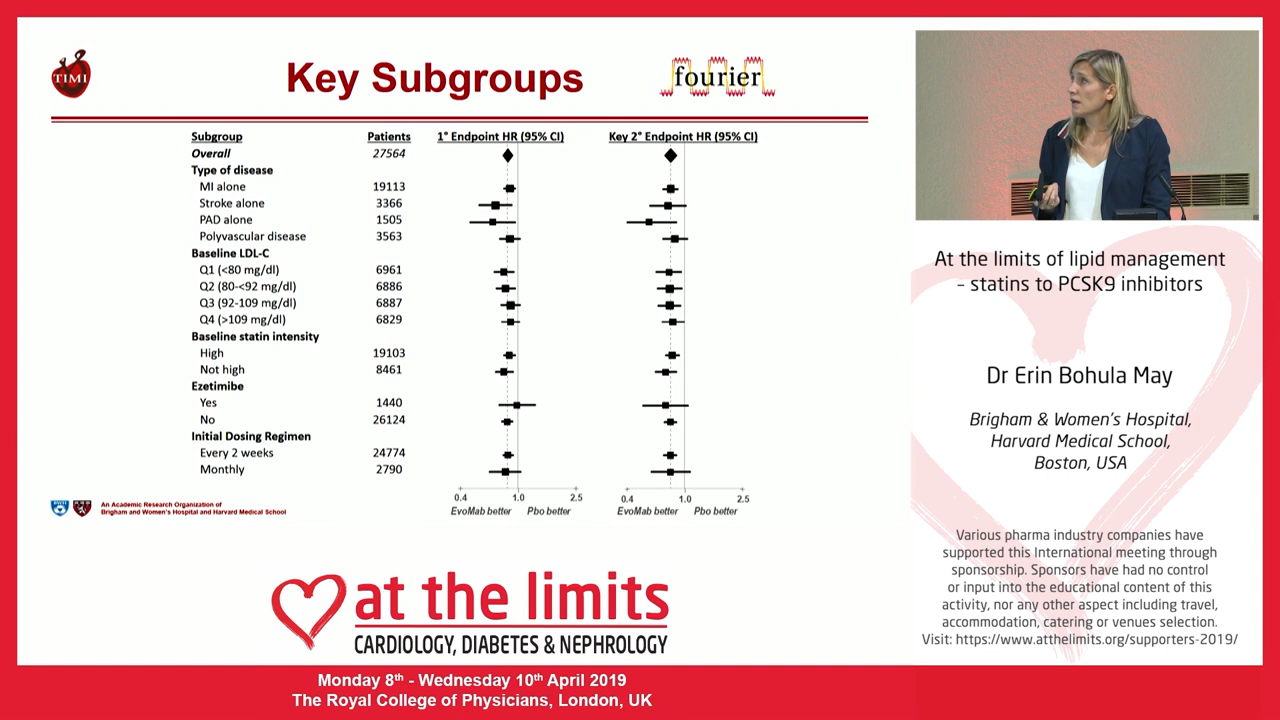 TIMI
Key Subgroups
fourier
Subgroup Patients 1° Endpoint HR (95% CI) Key 2° Endpoint HR (95% CI)
Overall 27564
Type of disease
MI alone 19113
Stroke alone 3366
PAD alone 1505
Polyvascular disease 3563
Baseline LDL-C
Q1 (<80 mg/dl) 6961
Q2 (80-<92 mg/dl) 6886
Q3 (92-109 mg/dl) 6887
Q4 (>109 mg/dl) 6829
Baseline statin intensity
High 19103
Not high 8461
Ezetimibe
Yes 1440
No 26124
Initial Dosing Regimen
Every 2 weeks 24774
Monthly 2790
0.4 1.0 2.5 0.4 1.0 2.5
EvoMab better Pbo better EvoMab better Pbo better
An Academic Research Organization of
Brigham and Women's Hospital and Harvard Medical School
at the limits
CARDIOLOGY, DIABETES & NEPHROLOGY
Monday 8th - Wednesday 10th April 2019
The Royal College of Physicians, London, UK
At the limits of lipid management
– statins to PCSK9 inhibitors
Dr Erin Bohula May
Brigham & Women's Hospital,
Harvard Medical School,
Boston, USA
Various pharma industry companies have
supported this International meeting through
sponsorship. Sponsors have had no control
or input into the educational content of this
activity, nor any other aspect including travel,
accommodation, catering or venues selection.
Visit: https://www.atthelimits.org/supporters-2019/